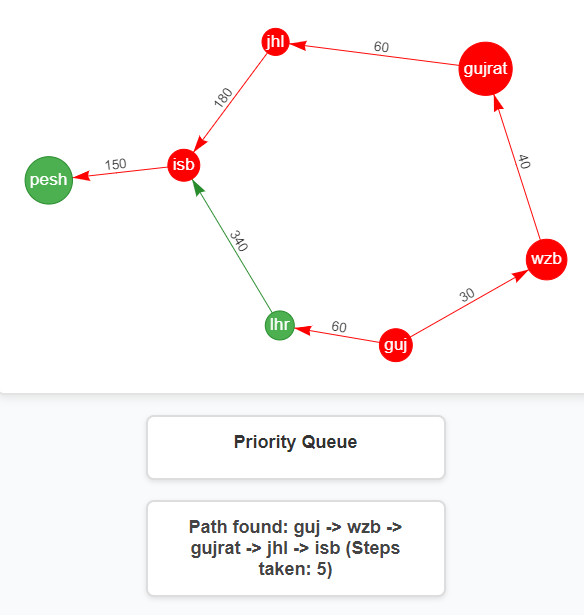 jhl
60
gujrat
180
40
150
isb
pesh
340
wzb
30
lhr
60
guj
Priority Queue
Path found: guj -> wzb ->
gujrat -> jhl -> isb (Steps
taken: 5)